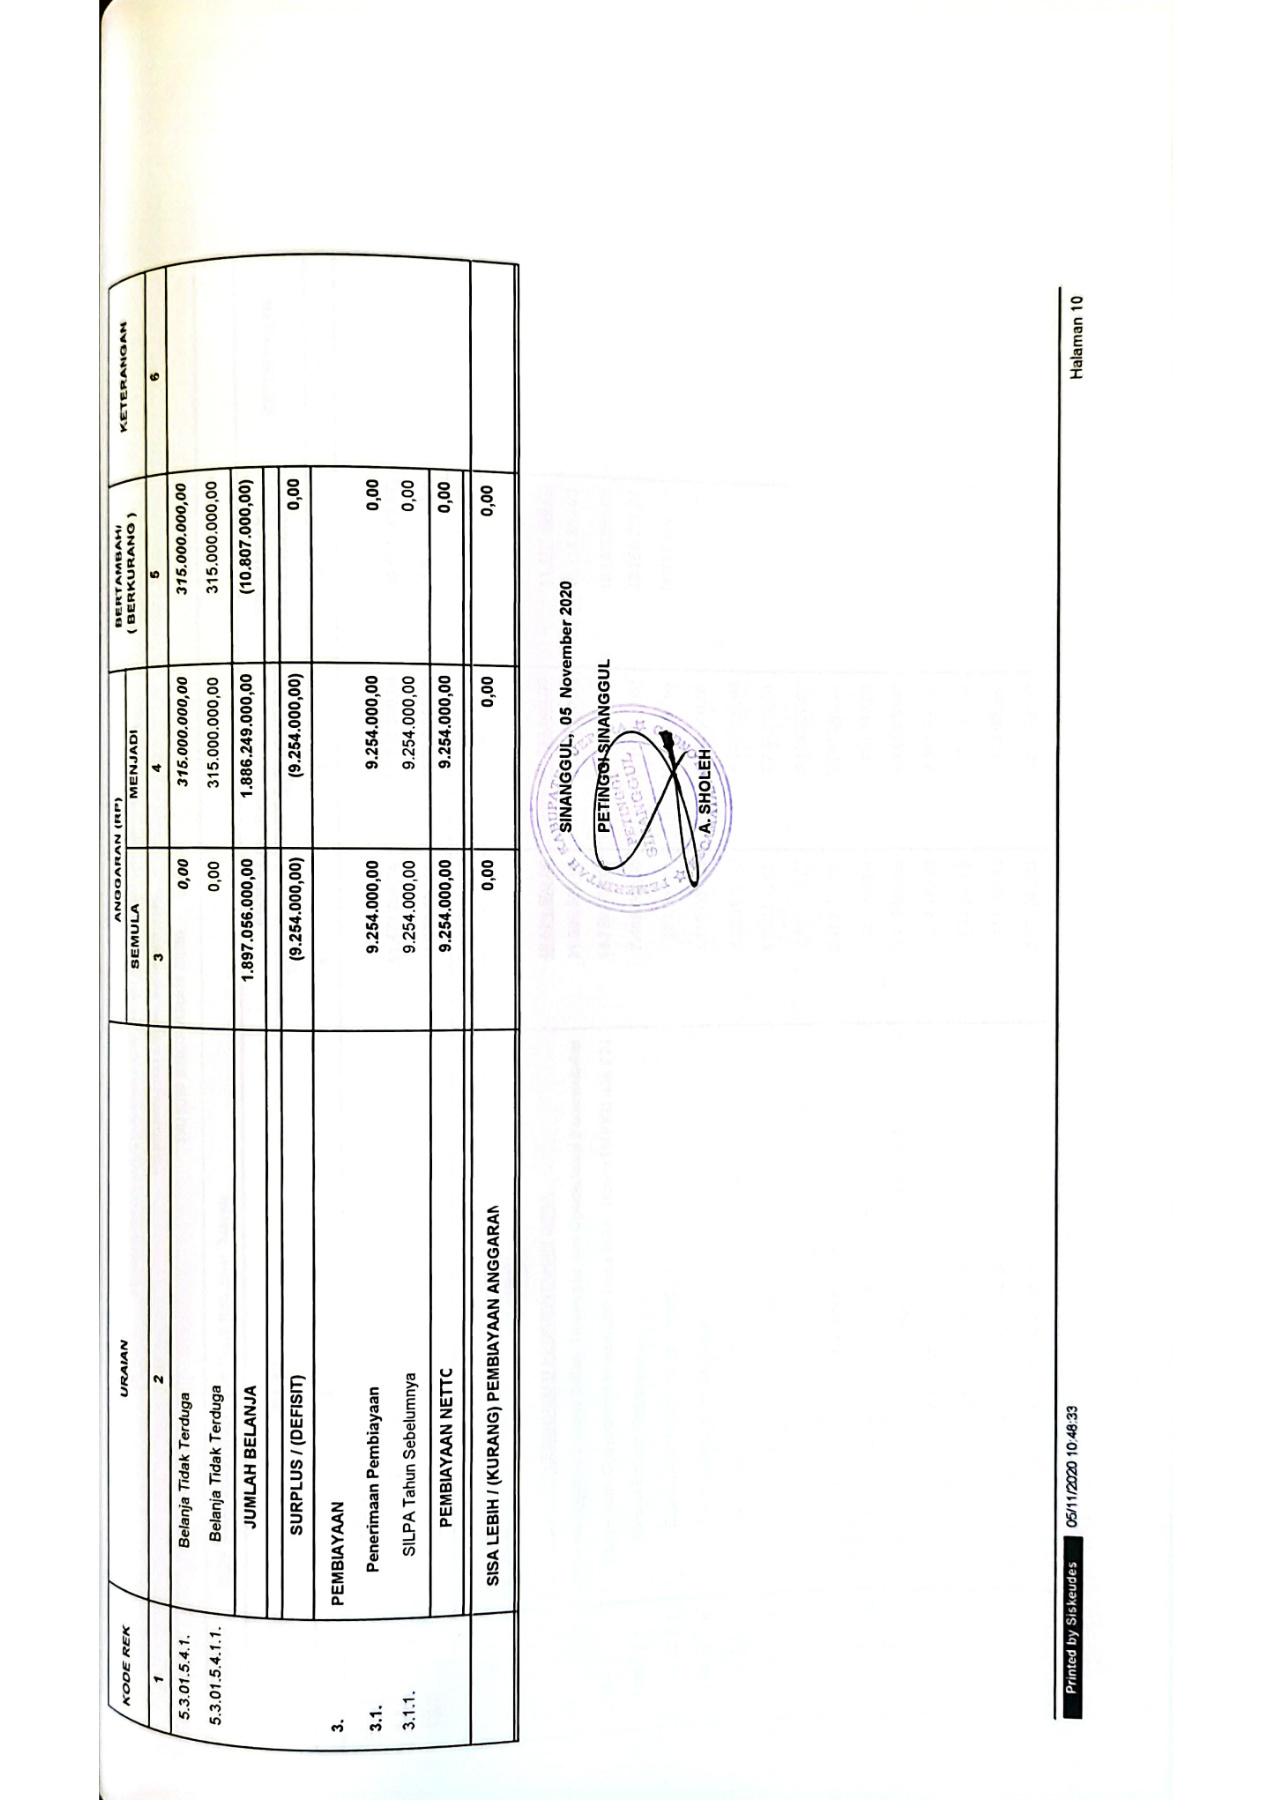 KODE REK URAIAN ANGGARAN (RP) BERTAMBAH/ KETERANGAN
SEMULA MENJADI ( BERKURANG )
1 2 3 4 5 6
5.3.01.5.4.1. Belanja Tidak Terduga 0,00 315.000.000,00 315.000.000,00
5.3.01.5.4.1.1. Belanja Tidak Terduga 0,00 315.000.000,00 315.000.000,00
JUMLAH BELANJA 1.897.056.000,00 1.886.249.000,00 (10.807.000,00)
SURPLUS / (DEFISIT) (9.254.000,00) (9.254.000,00) 0,00
3. PEMBIAYAAN
3.1. Penerimaan Pembiayaan 9.254.000,00 9.254.000,00 0,00
3.1.1. SILPA Tahun Sebelumnya 9.254.000,00 9.254.000,00 0,00
PEMBIAYAAN NETTC 9.254.000,00 9.254.000,00 0,00
SISA LEBIH / (KURANG) PEMBIAYAAN ANGGARAN 0,00 0,00 0,00
SINANGGUL, 05 November 2020
PETINGGI SINANGGUL
PEMERINTAH KABUPATEN
PETINGGI
SINANGGUL
A. SHOLEH
Printed by Siskeudes 05/11/2020 10:48:33 Halaman 10